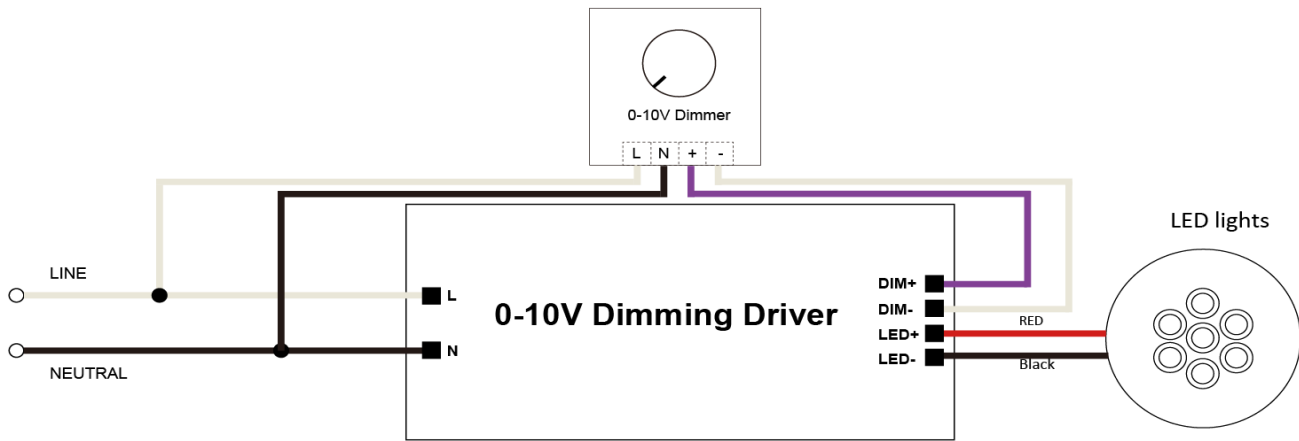 0-10V Dimmer
L N + -
LED lights
LINE
L
0-10V Dimming Driver
DIM+
DIM-
RED
LED+
N
LED-
Black
NEUTRAL